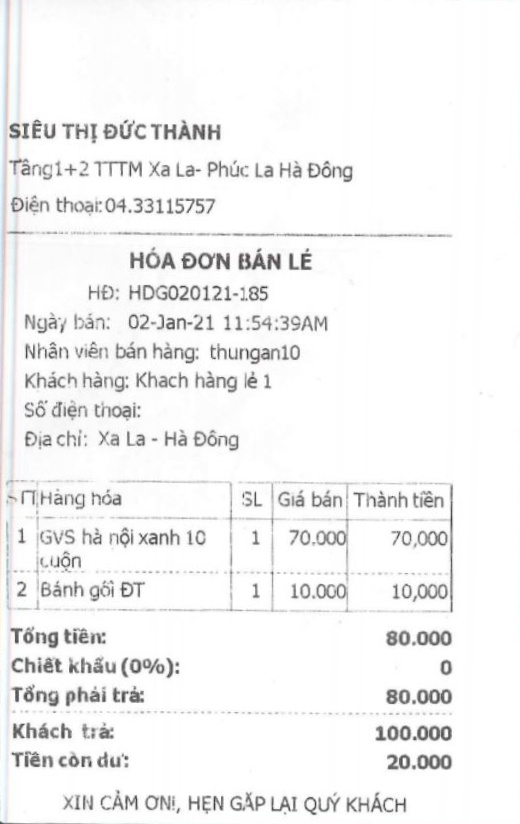 SIÊU THỊ ĐỨC THÀNH
Tầng1+2 TTTM Xa La- Phúc La Hà Đông
Điện thoại:04.33115757
HÓA ĐƠN BÁN LẺ
HĐ: HDG020121-185
Ngày bán: 02-Jan-21 11:54:39AM
Nhân viên bán hàng: thungan10
Khách hàng: Khach hàng lẻ 1
Số điện thoại:
Địa chỉ: Xa La - Hà Đông
Hàng hóa SL Giá bán Thành tiền
1 GVS hà nội xanh 10 1 70.000 70,000
cuộn
2 Bánh gối ĐT 1 10.000 10,000
Tổng tiền: 80.000
Chiết khấu (0%): 0
Tổng phải trả: 80.000
Khách trả: 100.000
Tiền còn dư: 20.000
XIN CẢM ƠN!, HẸN GẶP LẠI QUÝ KHÁCH